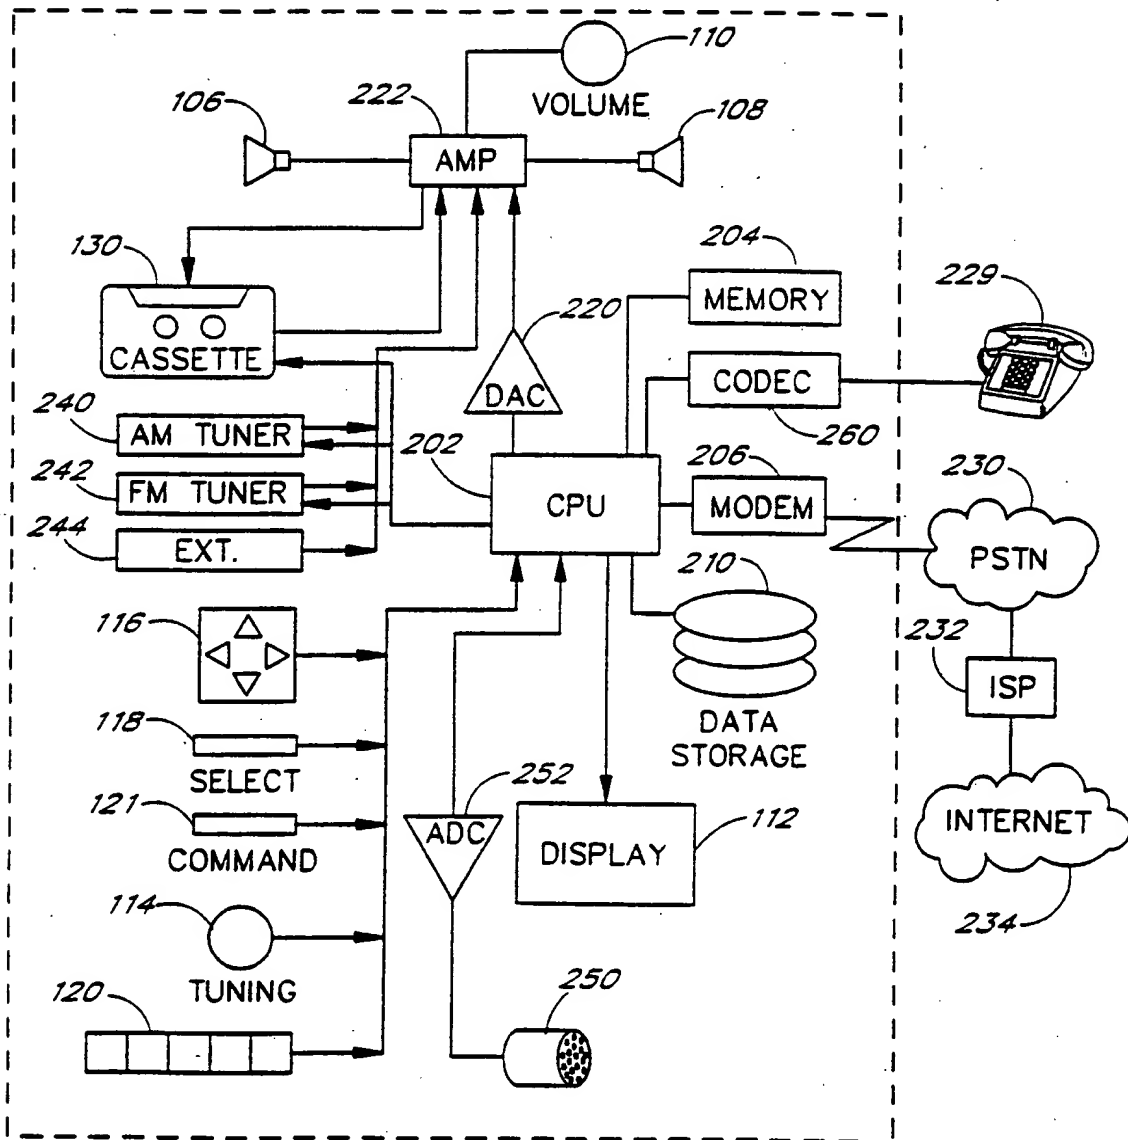 110
VOLUME
106
222
108
AMP
130
CASSETTE
204
MEMORY
229
220
DAC
CODEC
260
240
AM TUNER
202
242
FM TUNER
CPU
206
MODEM
230
PSTN
244
EXT.
210
232
ISP
116
DATA
STORAGE
118
SELECT
252
ADC
121
COMMAND
112
DISPLAY
INTERNET
234
114
TUNING
120
250